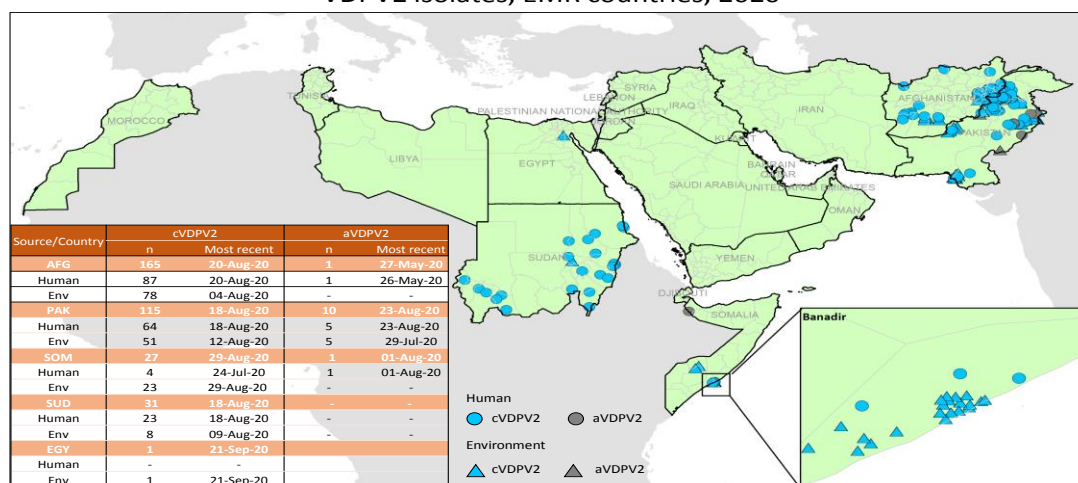 VDPV2 isolates, EMR countries, 2020
MOROCCO
TUNISIA
LIBYA
EGYPT
SUDAN
PALESTINIAN NATIONAL AUTHORITY
LEBANON
SYRIA
JORDAN
IRAQ
IRAN
KUWAIT
BAHRAIN
QATAR
SAUDI ARABIA
UNITED ARAB EMIRATES
OMAN
YEMEN
DJIBOUTI
SOMALIA
AFGHANISTAN
PAKISTAN
Source/Country cVDPV2 aVDPV2
n Most recent n Most recent
AFG 165 20-Aug-20 1 27-May-20
Human 87 20-Aug-20 1 26-May-20
Env 78 04-Aug-20 - -
PAK 115 18-Aug-20 10 23-Aug-20
Human 64 18-Aug-20 5 23-Aug-20
Env 51 12-Aug-20 5 29-Jul-20
SOM 27 29-Aug-20 1 01-Aug-20
Human 4 24-Jul-20 1 01-Aug-20
Env 23 29-Aug-20 - -
SUD 31 18-Aug-20 - -
Human 23 18-Aug-20 - -
Env 8 09-Aug-20 - -
EGY 1 21-Sep-20
Human - -
Env 1 21-Sep-20
Human
cVDPV2 aVDPV2
Environment
cVDPV2 aVDPV2
Banadir